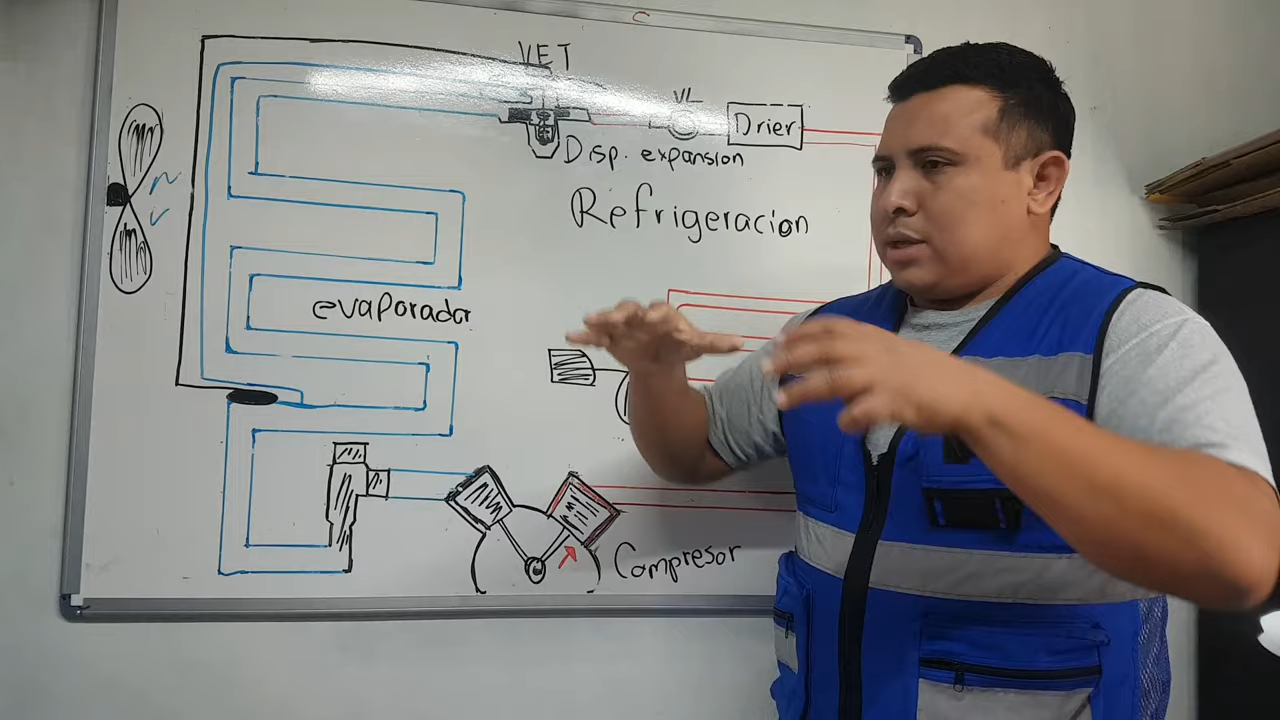 VET
VL
Drier
Disp. expansion
Refrigeracion
evaporador
Compresor